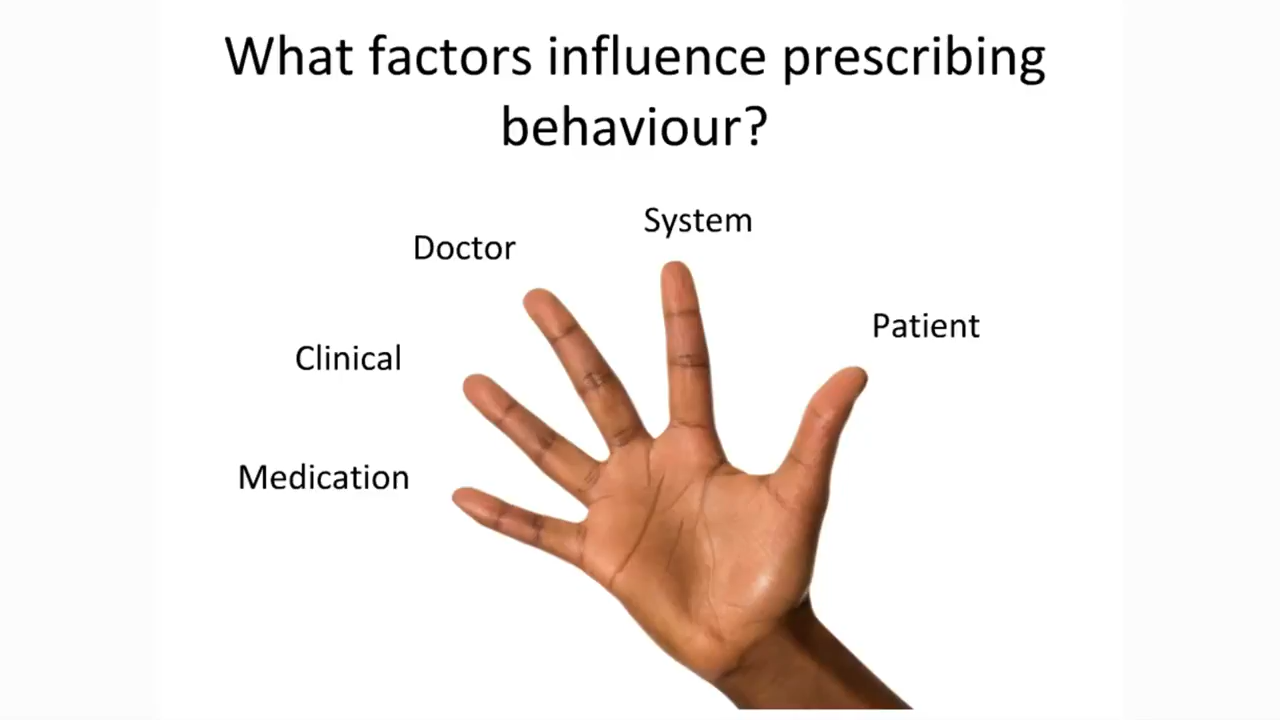 What factors influence prescribing
behaviour?
System
Doctor
Patient
Clinical
Medication